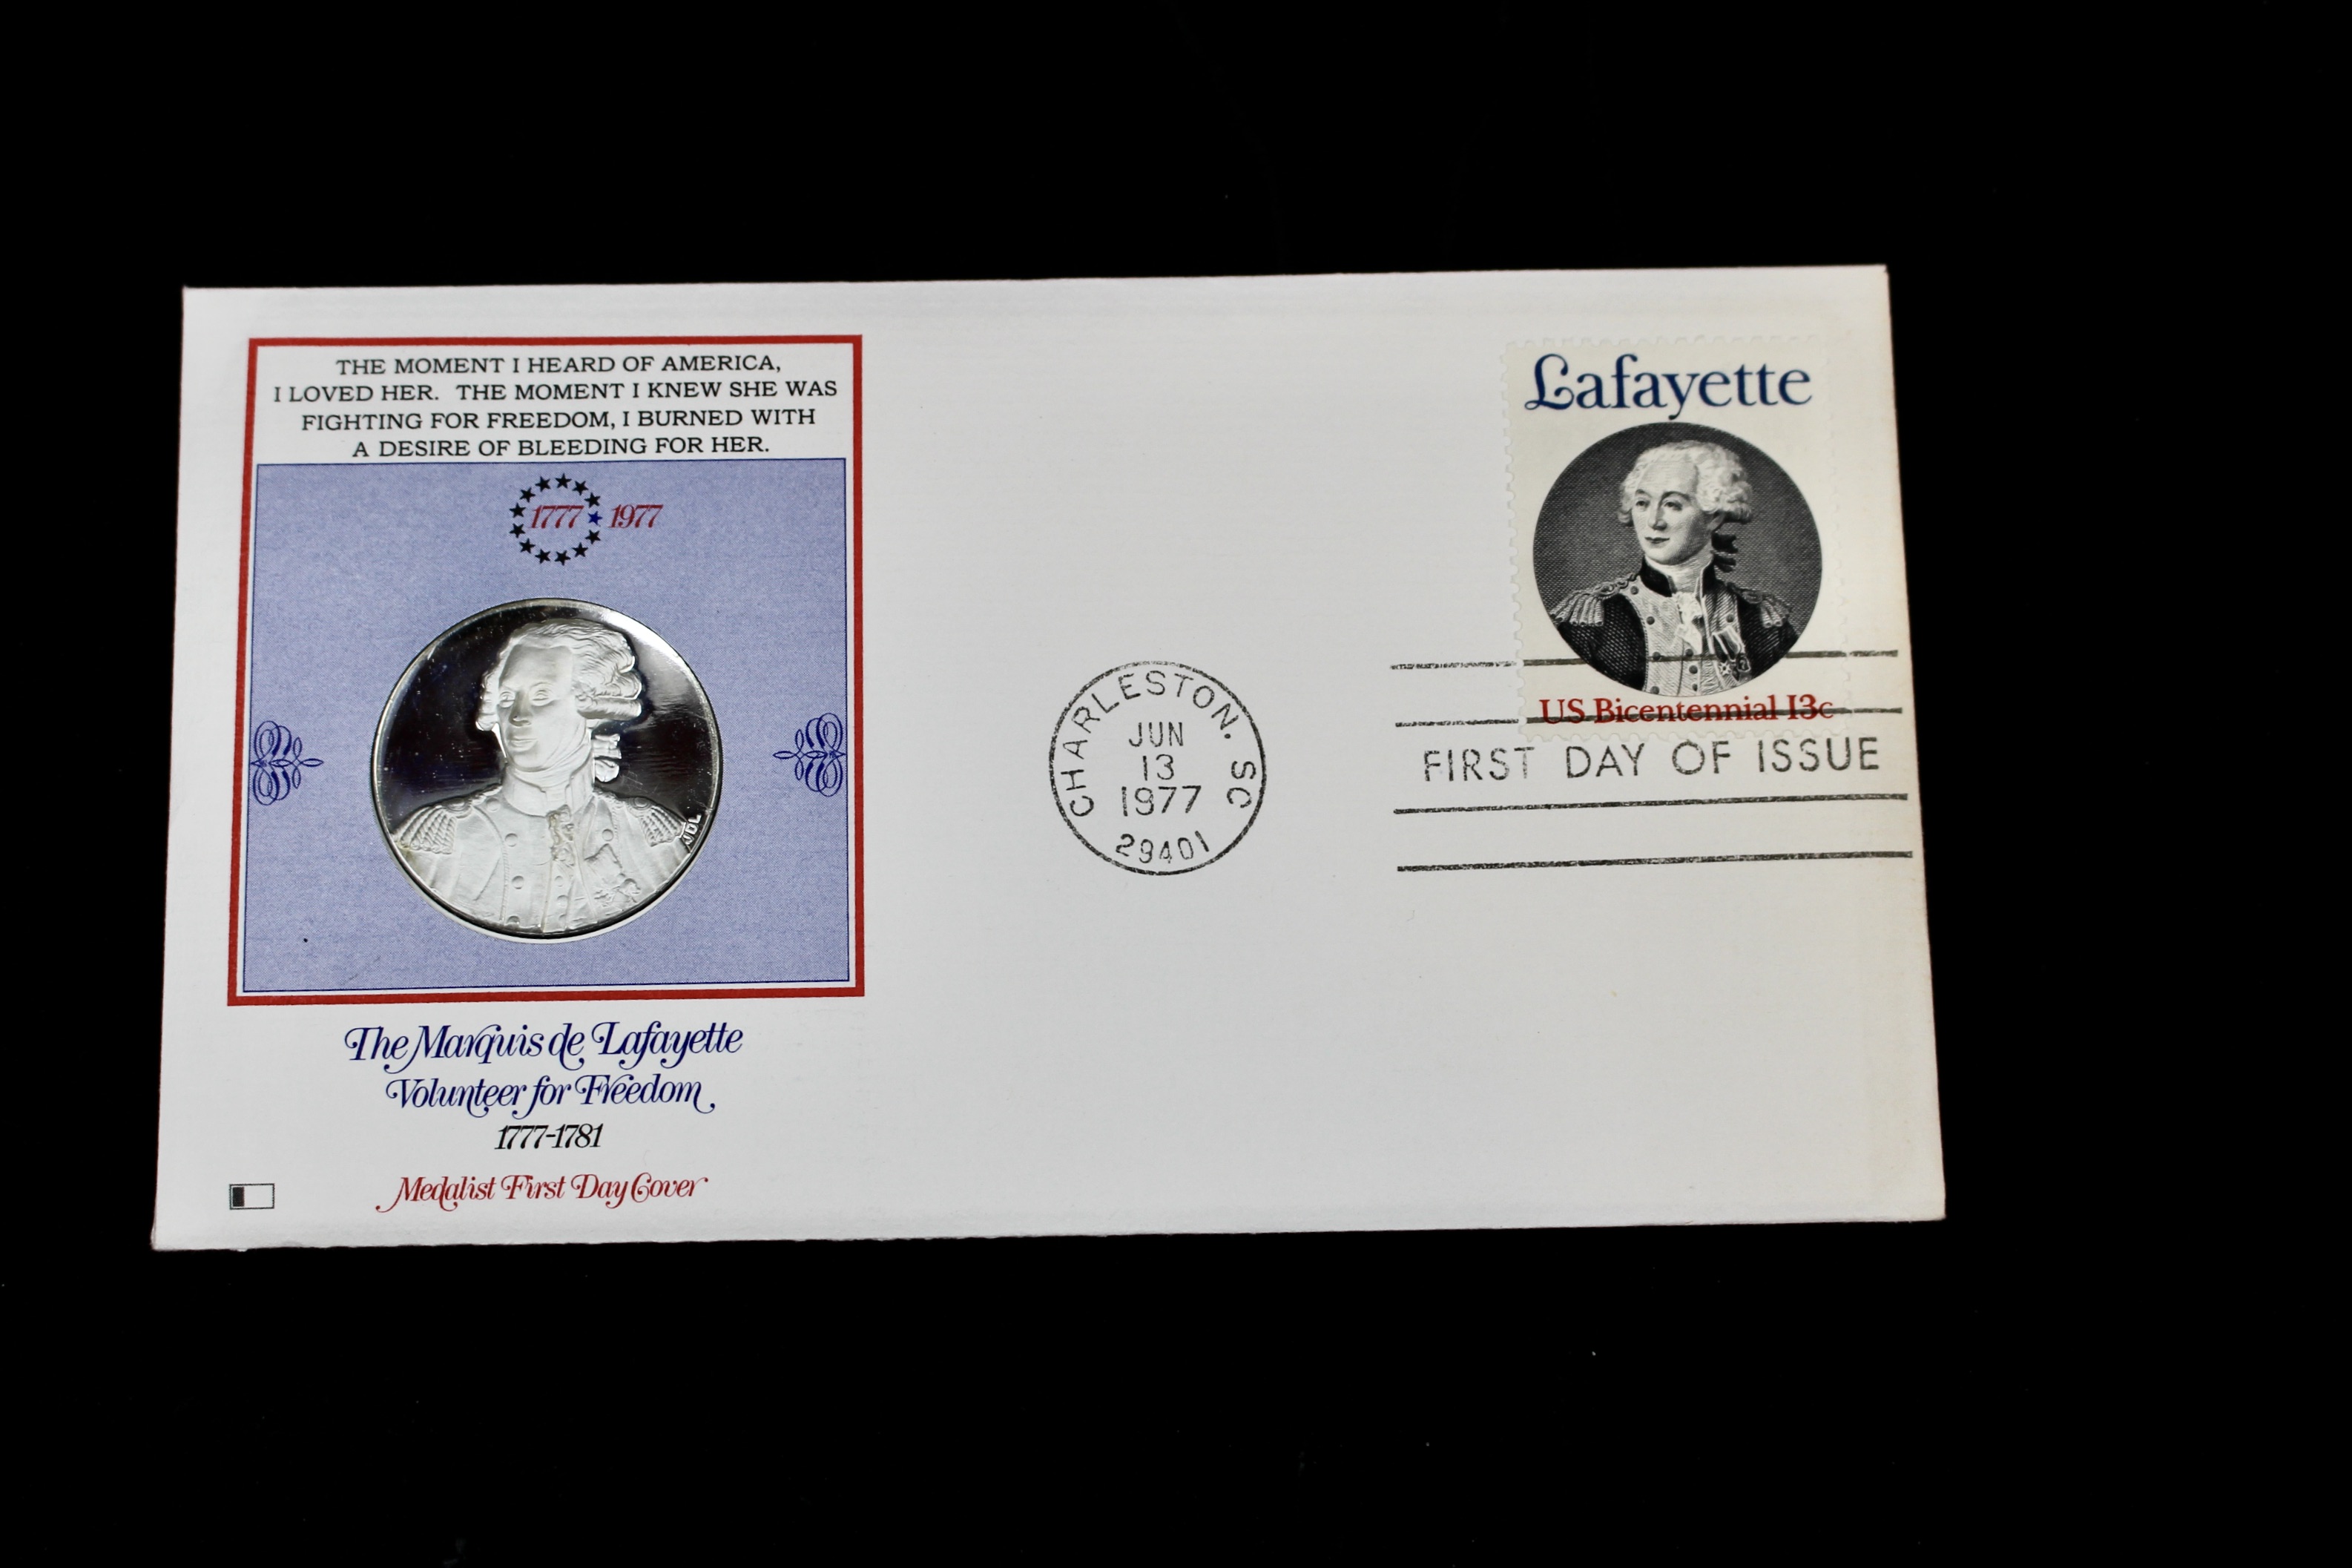 THE MOMENT I HEARD OF AMERICA,
I LOVED HER. THE MOMENT I KNEW SHE WAS
FIGHTING FOR FREEDOM, I BURNED WITH
A DESIRE OF BLEEDING FOR HER.
1777 1977
JDL
The Marquis de Lafayette
Volunteer for Freedom
1777-1781
Medalist First Day Cover
CHARLESTON, SC
JUN
13
1977
29401
Lafayette
US Bicentennial 13c
FIRST DAY OF ISSUE